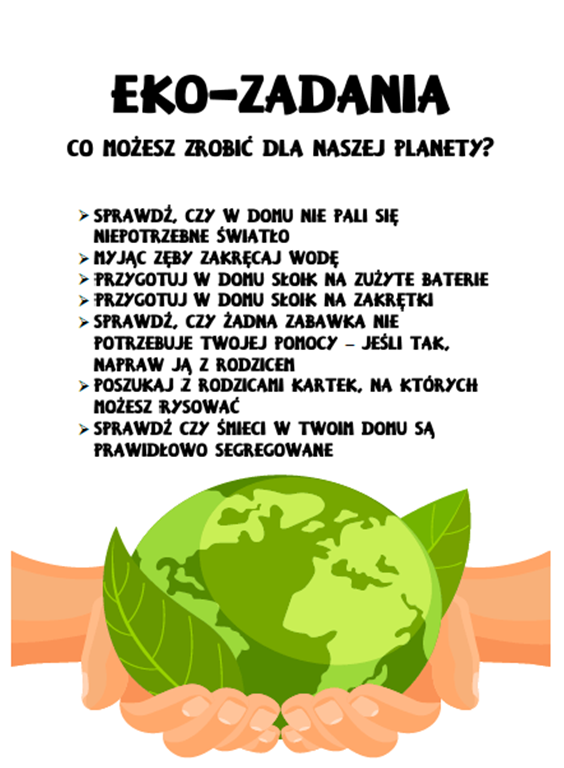 EKO-ZADANIA
CO MOŻESZ ZROBIĆ DLA NASZEJ PLANETY?
➢ SPRAWDŹ, CZY W DOMU NIE PALI SIĘ
NIEPOTRZEBNE ŚWIATŁO
➢ MYJĄC ZĘBY ZAKRĘCAJ WODĘ
➢ PRZYGOTUJ W DOMU SŁOIK NA ZUŻYTE BATERIE
➢ PRZYGOTUJ W DOMU SŁOIK NA ZAKRĘTKI
➢ SPRAWDŹ, CZY ŻADNA ZABAWKA NIE
POTRZEBUJE TWOJEJ POMOCY – JEŚLI TAK,
NAPRAW JĄ Z RODZICEM
➢ POSZUKAJ Z RODZICAMI KARTEK, NA KTÓRYCH
MOŻESZ RYSOWAĆ
➢ SPRAWDŹ CZY ŚMIECI W TWOIM DOMU SĄ
PRAWIDŁOWO SEGREGOWANE